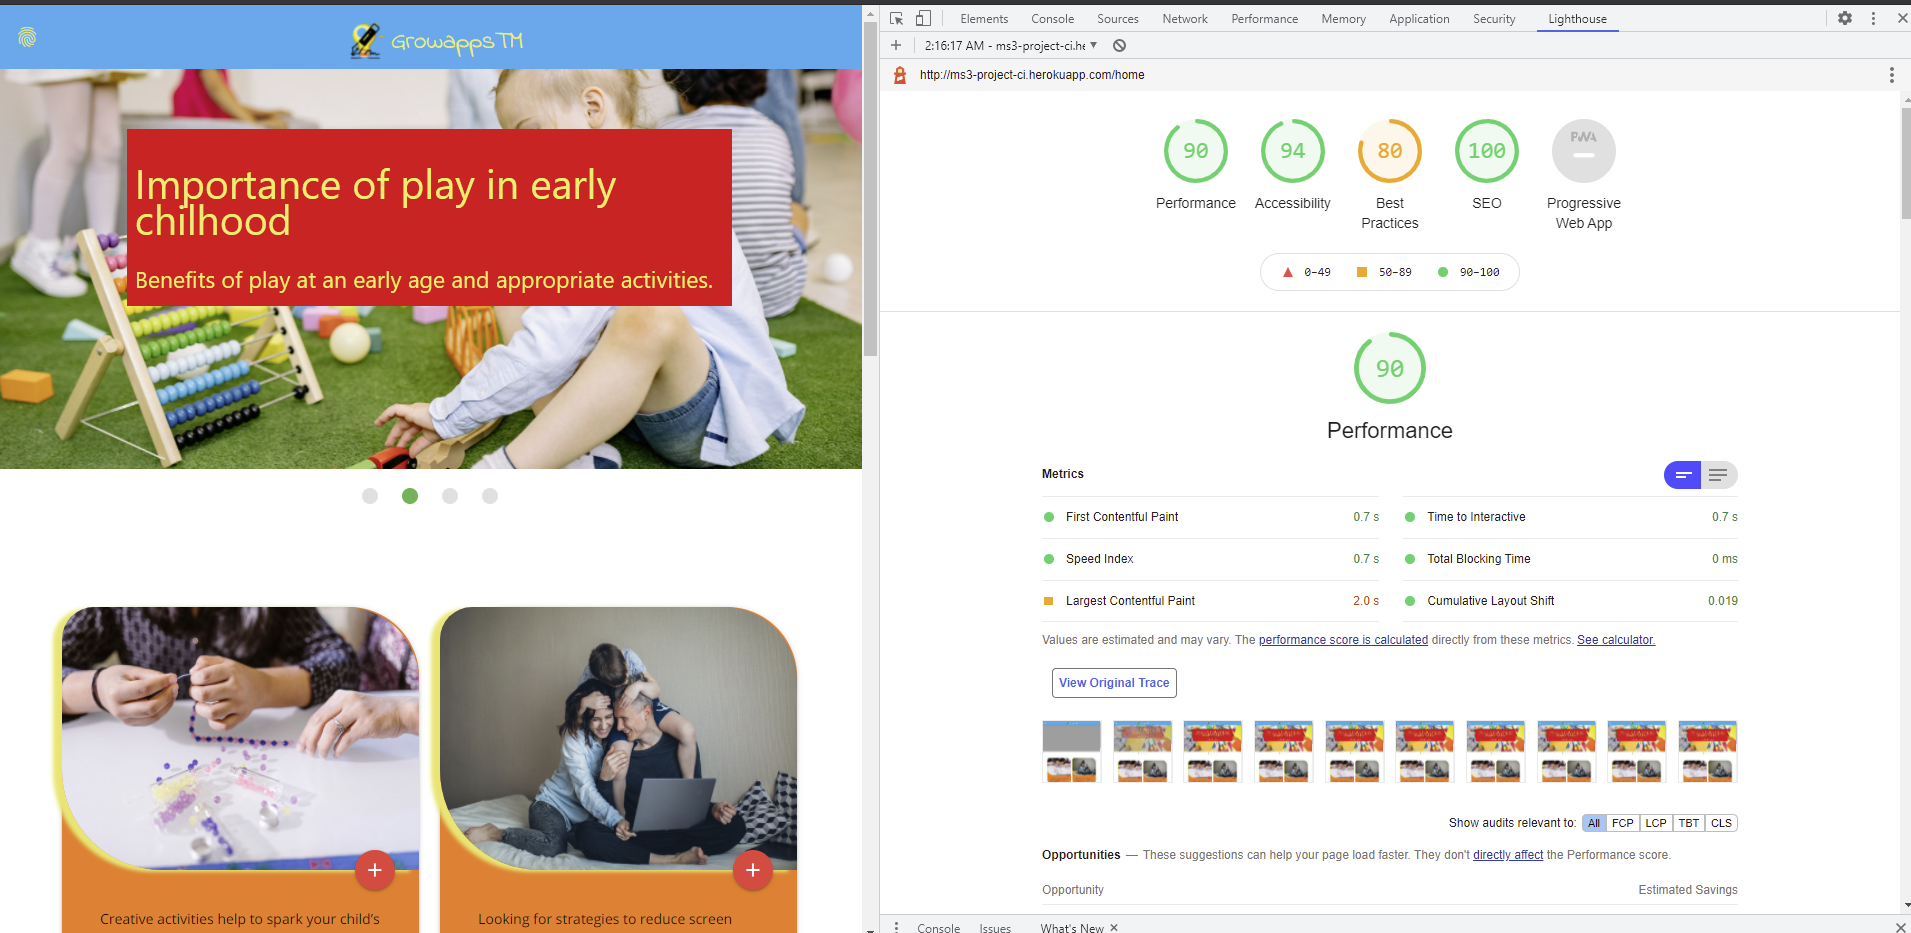 GrowappsTM
Importance of play in early
chilhood
Benefits of play at an early age and appropriate activities.
Creative activities help to spark your child's
Looking for strategies to reduce screen
Elements Console Sources Network Performance Memory Application Security Lighthouse
2:16:17 AM - ms3-project-ci.he
http://ms3-project-ci.herokuapp.com/home
90 94 80 100 PWA
Performance Accessibility Best SEO Progressive
Practices Web App
0–49 50–89 90–100
90
Performance
Metrics
First Contentful Paint 0.7 s Time to Interactive 0.7 s
Speed Index 0.7 s Total Blocking Time 0 ms
Largest Contentful Paint 2.0 s Cumulative Layout Shift 0.019
Values are estimated and may vary. The performance score is calculated directly from these metrics. See calculator.
View Original Trace
Show audits relevant to: All FCP LCP TBT CLS
Opportunities — These suggestions can help your page load faster. They don't directly affect the Performance score.
Opportunity Estimated Savings
Console Issues What's New